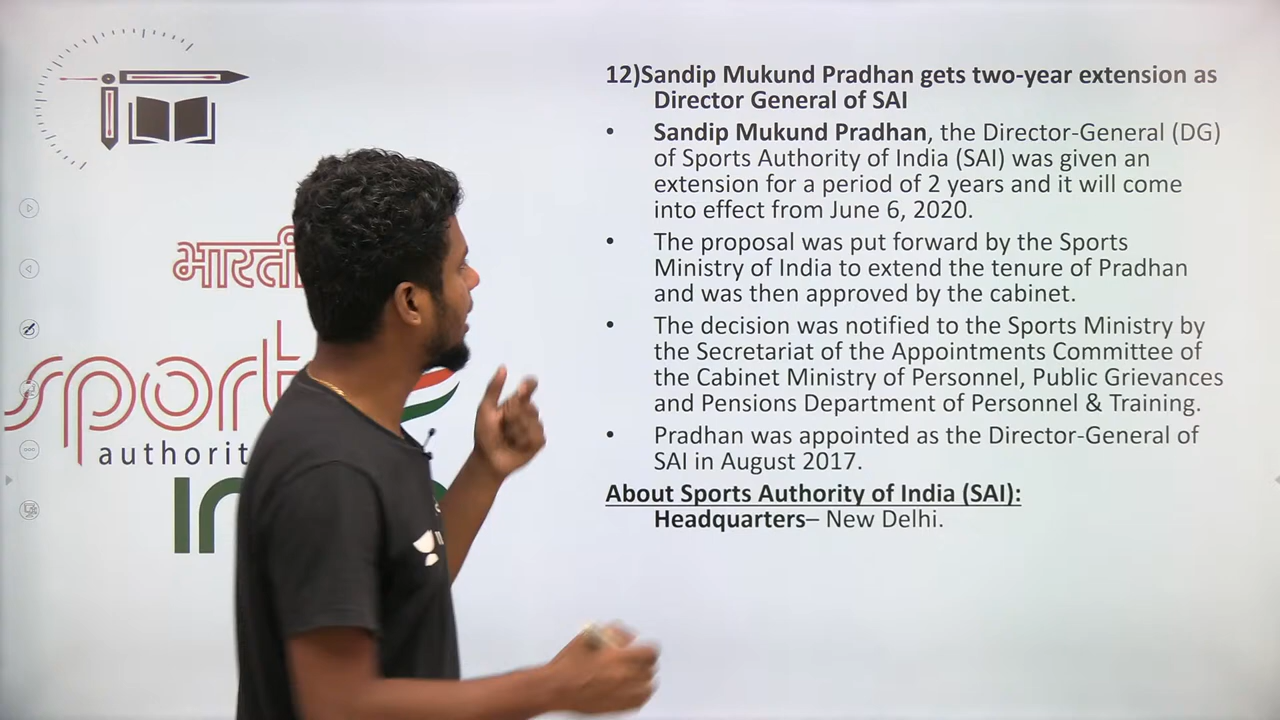 12)Sandip Mukund Pradhan gets two-year extension as
Director General of SAI
• Sandip Mukund Pradhan, the Director-General (DG)
of Sports Authority of India (SAI) was given an
extension for a period of 2 years and it will come
into effect from June 6, 2020.
• The proposal was put forward by the Sports
Ministry of India to extend the tenure of Pradhan
and was then approved by the cabinet.
• The decision was notified to the Sports Ministry by
the Secretariat of the Appointments Committee of
the Cabinet Ministry of Personnel, Public Grievances
and Pensions Department of Personnel & Training.
• Pradhan was appointed as the Director-General of
SAI in August 2017.
About Sports Authority of India (SAI):
Headquarters– New Delhi.
भारती
sport
authorit